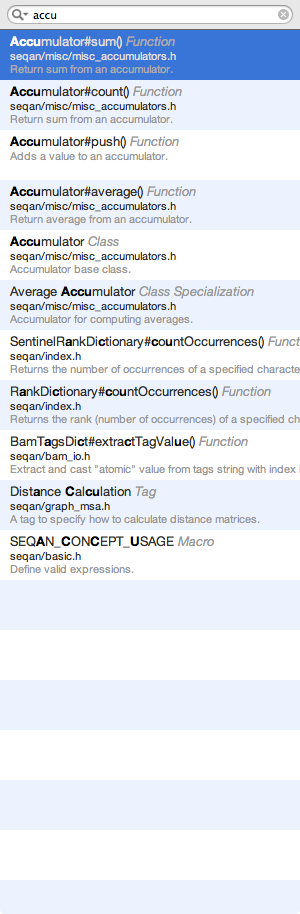 accu
Accumulator#sum() Function
seqan/misc/misc_accumulators.h
Return sum from an accumulator.
Accumulator#count() Function
seqan/misc/misc_accumulators.h
Return sum from an accumulator.
Accumulator#push() Function
Adds a value to an accumulator.
Accumulator#average() Function
seqan/misc/misc_accumulators.h
Return average from an accumulator.
Accumulator Class
seqan/misc/misc_accumulators.h
Accumulator base class.
Average Accumulator Class Specialization
seqan/misc/misc_accumulators.h
Accumulator for computing averages.
SentinelRankDictionary#countOccurrences() Funct
seqan/index.h
Returns the number of occurrences of a specified characte
RankDictionary#countOccurrences() Function
seqan/index.h
Returns the rank (number of occurrences) of a specified ch
BamTagsDict#extractTagValue() Function
seqan/bam_io.h
Extract and cast "atomic" value from tags string with index
Distance Calculation Tag
seqan/graph_msa.h
A tag to specify how to calculate distance matrices.
SEQAN_CONCEPT_USAGE Macro
seqan/basic.h
Define valid expressions.